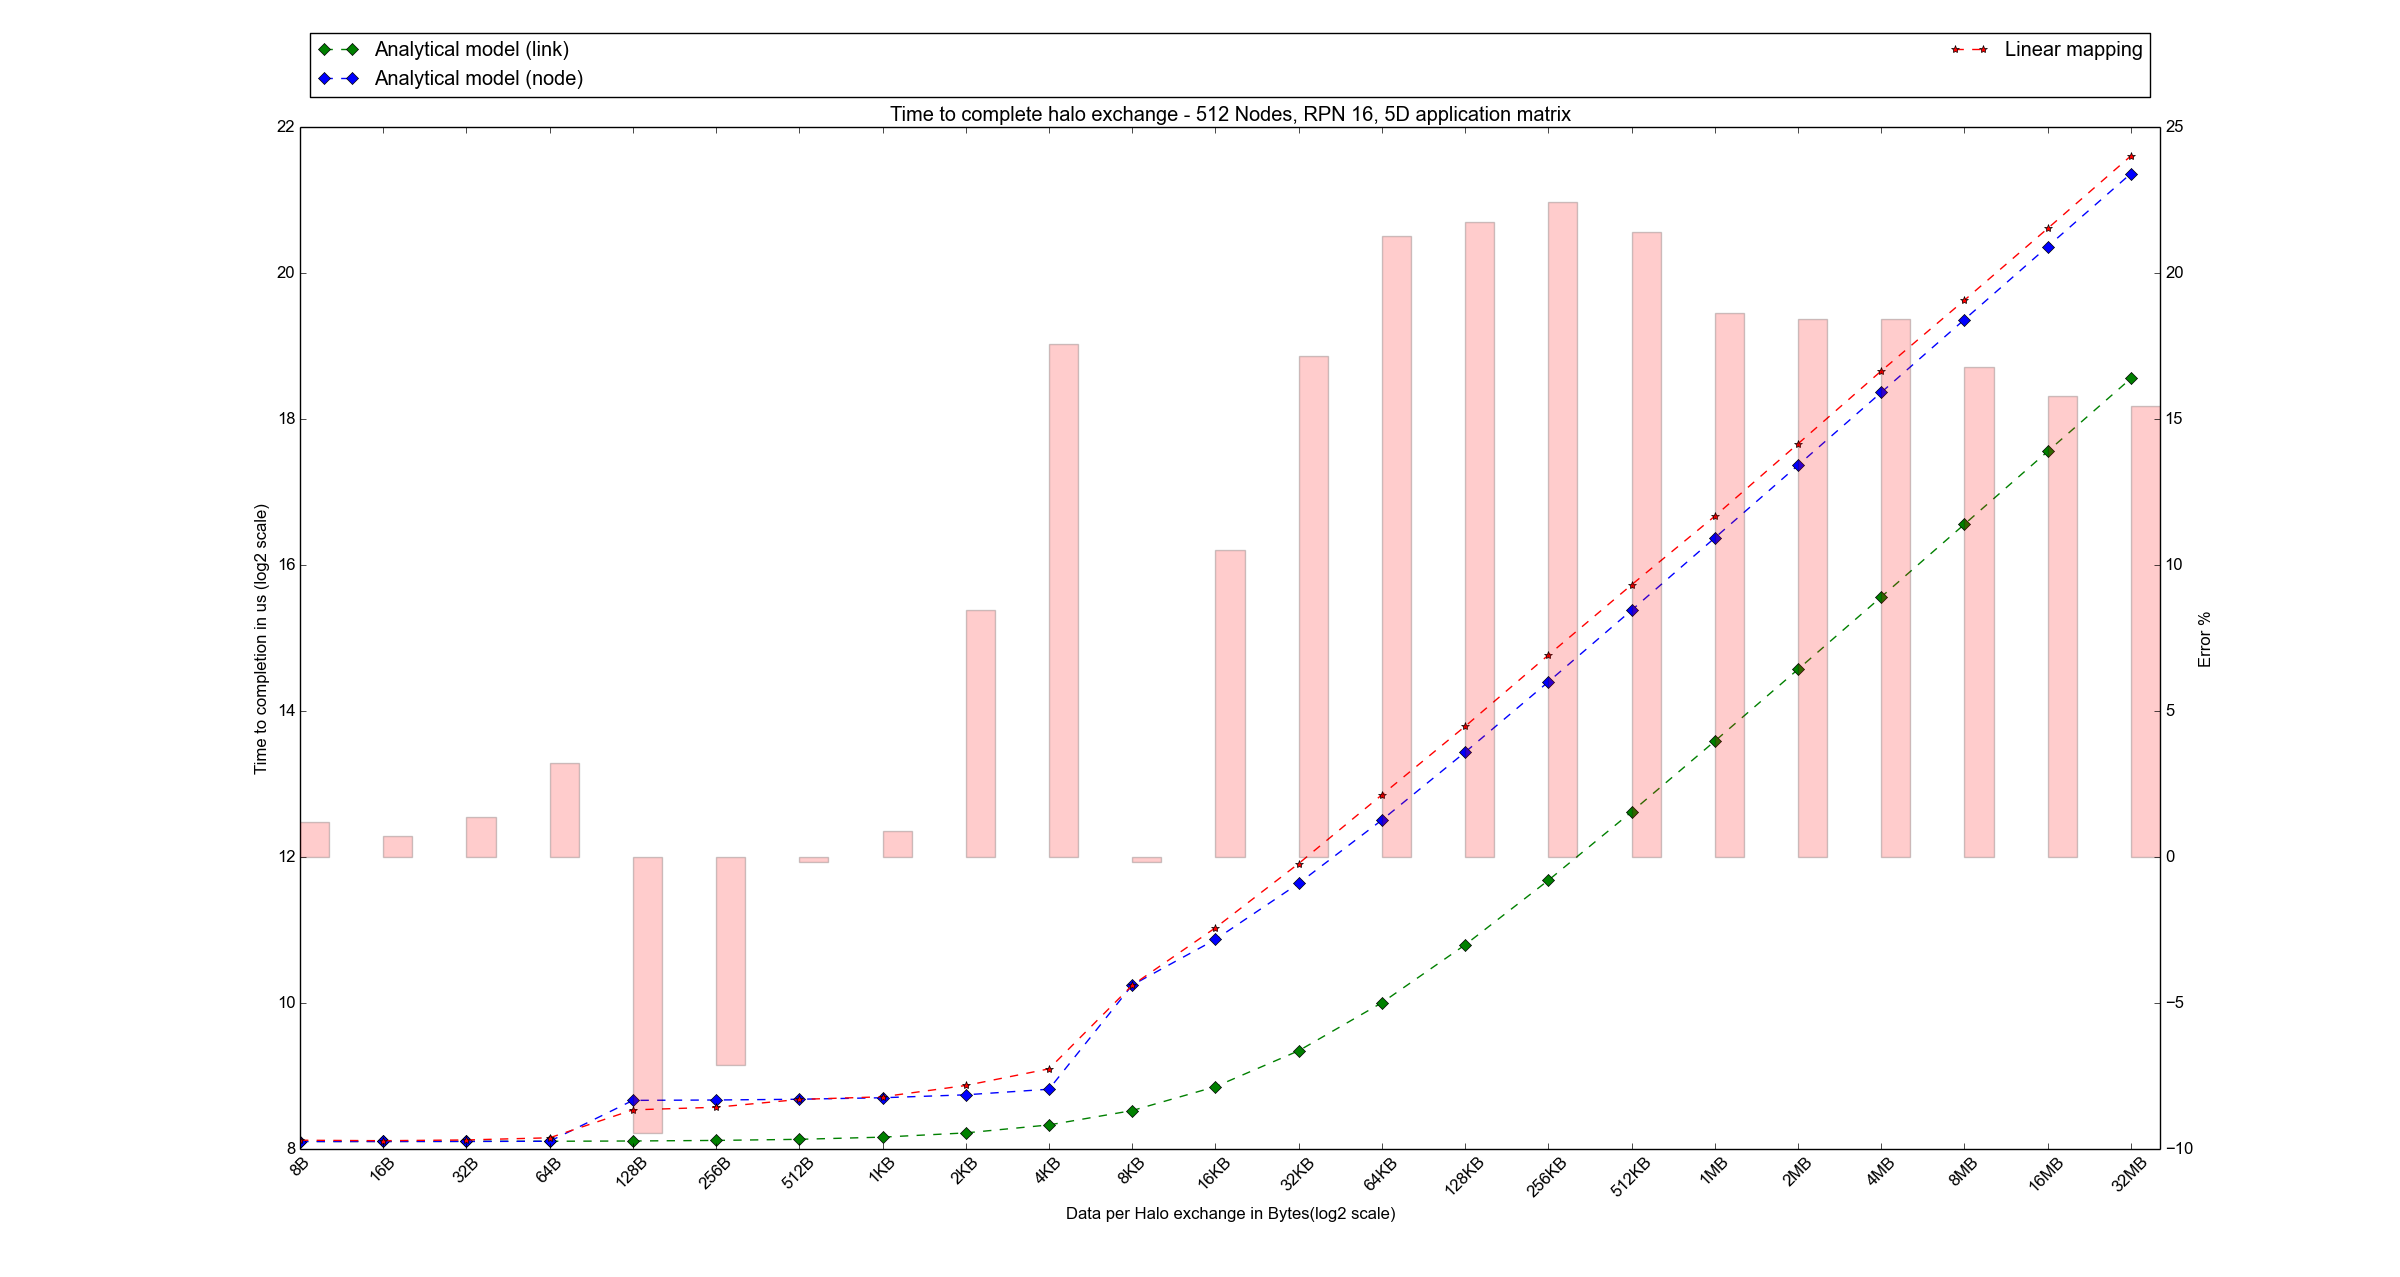 Analytical model (link)
Analytical model (node)
Linear mapping
Time to complete halo exchange - 512 Nodes, RPN 16, 5D application matrix
22
20
18
16
14
12
10
8
Time to completion in us (log2 scale)
25
20
15
10
5
0
−5
−10
Error %
8B
16B
32B
64B
128B
256B
512B
1KB
2KB
4KB
8KB
16KB
32KB
64KB
128KB
256KB
512KB
1MB
2MB
4MB
8MB
16MB
32MB
Data per Halo exchange in Bytes(log2 scale)